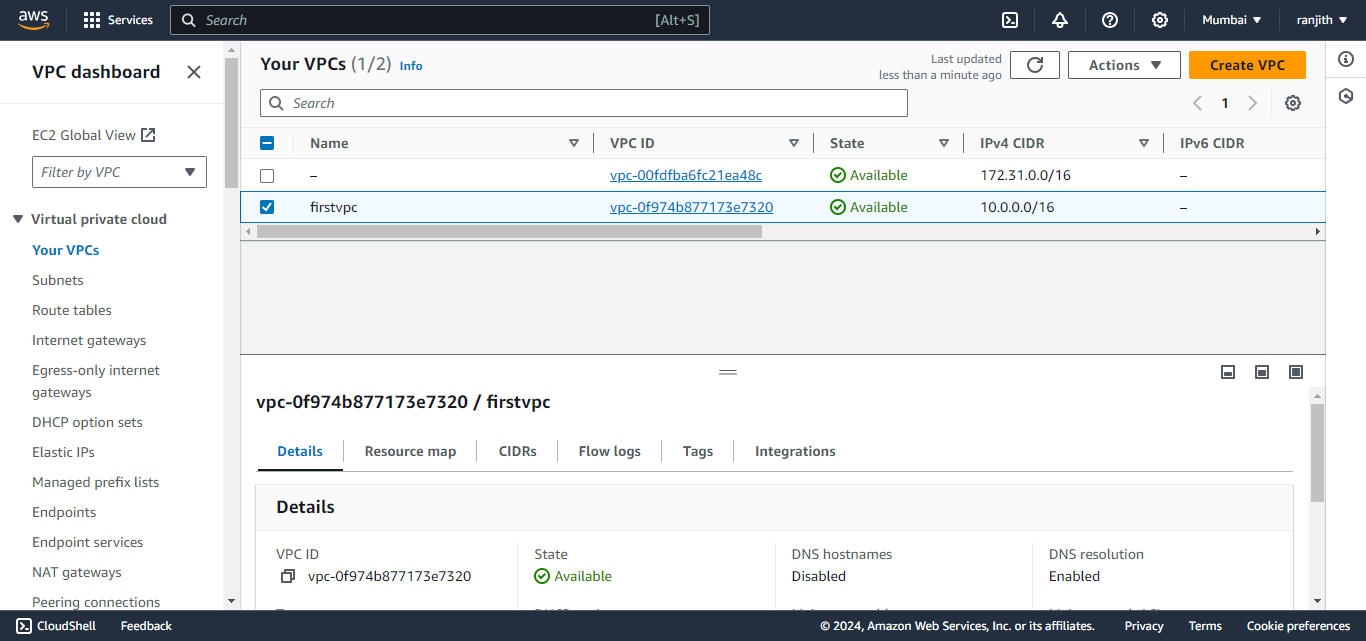 aws
Services
Search
[Alt+S]
Mumbai
ranjith
VPC dashboard
EC2 Global View
Filter by VPC
Virtual private cloud
Your VPCs
Subnets
Route tables
Internet gateways
Egress-only internet
gateways
DHCP option sets
Elastic IPs
Managed prefix lists
Endpoints
Endpoint services
NAT gateways
Peering connections
Your VPCs (1/2) Info
Last updated
less than a minute ago
Actions
Create VPC
Search
1
Name VPC ID State IPv4 CIDR IPv6 CIDR
– vpc-00fdfba6fc21ea48c Available 172.31.0.0/16 –
firstvpc vpc-0f974b877173e7320 Available 10.0.0.0/16 –
vpc-0f974b877173e7320 / firstvpc
Details Resource map CIDRs Flow logs Tags Integrations
Details
VPC ID State DNS hostnames DNS resolution
vpc-0f974b877173e7320 Available Disabled Enabled
CloudShell Feedback © 2024, Amazon Web Services, Inc. or its affiliates. Privacy Terms Cookie preferences